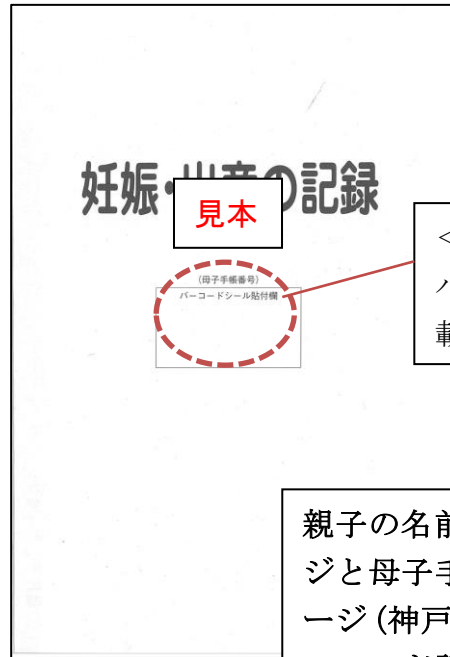 妊娠・出産の記録
見本
(母子手帳番号)
バーコードシール貼付欄
<
バ
載
親子の名前
ジと母子手
ージ(神戸